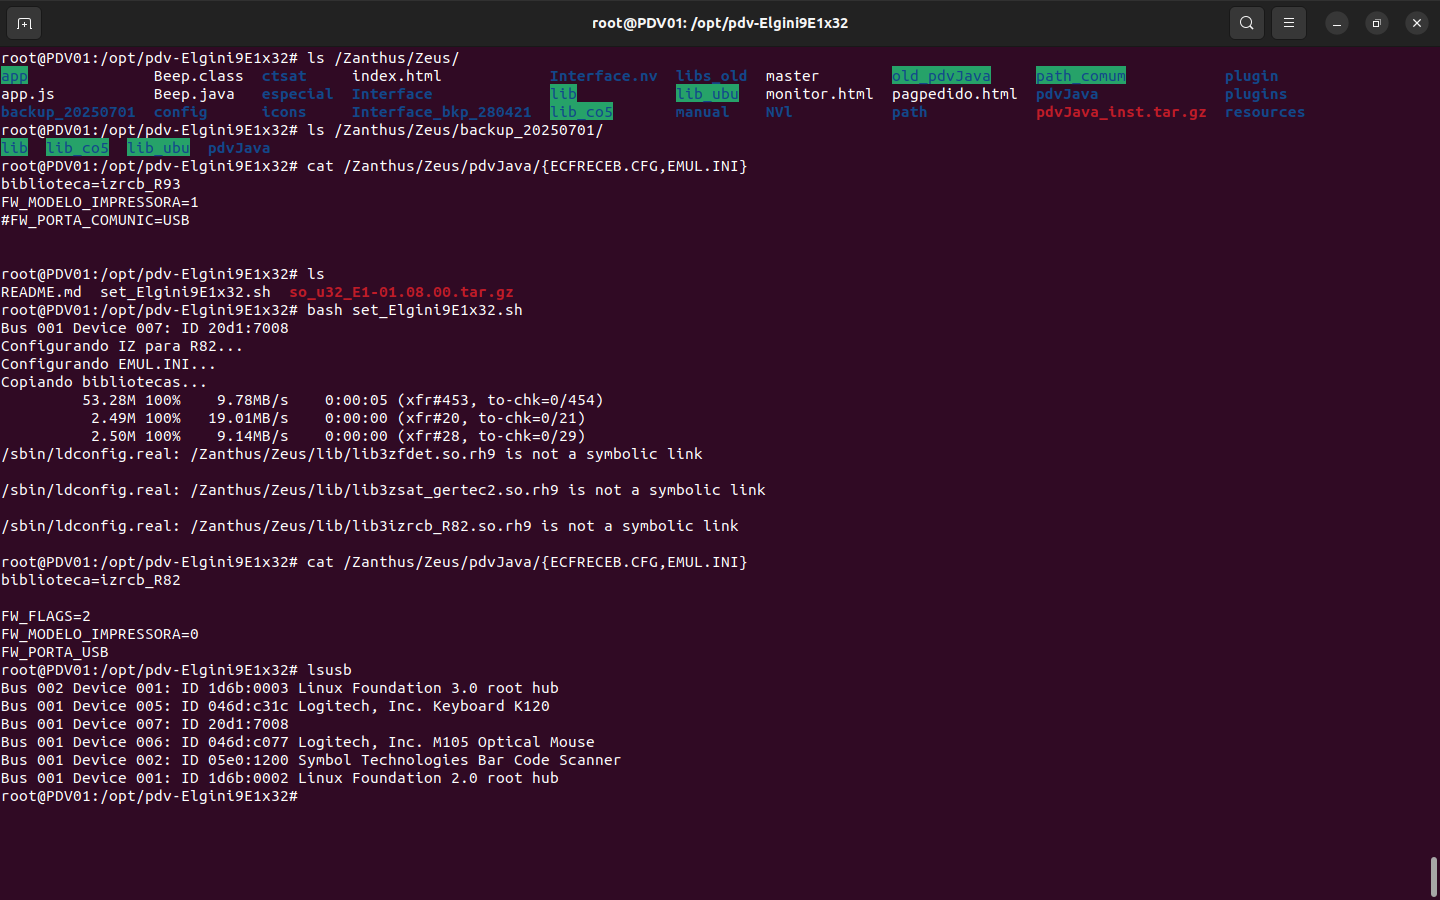 root@PDV01: /opt/pdv-Elgini9E1x32
root@PDV01:/opt/pdv-Elgini9E1x32# ls /Zanthus/Zeus/
app Beep.class ctsat index.html Interface.nv libs_old master old_pdvJava path_comum plugin
app.js Beep.java especial Interface lib lib_ubu monitor.html pagpedido.html pdvJava plugins
backup_20250701 config icons Interface_bkp_280421 lib_co5 manual NVl path pdvJava_inst.tar.gz resources
root@PDV01:/opt/pdv-Elgini9E1x32# ls /Zanthus/Zeus/backup_20250701/
lib lib_co5 lib_ubu pdvJava
root@PDV01:/opt/pdv-Elgini9E1x32# cat /Zanthus/Zeus/pdvJava/{ECFRECEB.CFG,EMUL.INI}
biblioteca=izrcb_R93
FW_MODELO_IMPRESSORA=1
#FW_PORTA_COMUNIC=USB
root@PDV01:/opt/pdv-Elgini9E1x32# ls
README.md set_Elgini9E1x32.sh so_u32_E1-01.08.00.tar.gz
root@PDV01:/opt/pdv-Elgini9E1x32# bash set_Elgini9E1x32.sh
Bus 001 Device 007: ID 20d1:7008
Configurando IZ para R82...
Configurando EMUL.INI...
Copiando bibliotecas...
53.28M 100% 9.78MB/s 0:00:05 (xfr#453, to-chk=0/454)
2.49M 100% 19.01MB/s 0:00:00 (xfr#20, to-chk=0/21)
2.50M 100% 9.14MB/s 0:00:00 (xfr#28, to-chk=0/29)
/sbin/ldconfig.real: /Zanthus/Zeus/lib/lib3zfdet.so.rh9 is not a symbolic link
/sbin/ldconfig.real: /Zanthus/Zeus/lib/lib3zsat_gertec2.so.rh9 is not a symbolic link
/sbin/ldconfig.real: /Zanthus/Zeus/lib/lib3izrcb_R82.so.rh9 is not a symbolic link
root@PDV01:/opt/pdv-Elgini9E1x32# cat /Zanthus/Zeus/pdvJava/{ECFRECEB.CFG,EMUL.INI}
biblioteca=izrcb_R82
FW_FLAGS=2
FW_MODELO_IMPRESSORA=0
FW_PORTA_USB
root@PDV01:/opt/pdv-Elgini9E1x32# lsusb
Bus 002 Device 001: ID 1d6b:0003 Linux Foundation 3.0 root hub
Bus 001 Device 005: ID 046d:c31c Logitech, Inc. Keyboard K120
Bus 001 Device 007: ID 20d1:7008
Bus 001 Device 006: ID 046d:c077 Logitech, Inc. M105 Optical Mouse
Bus 001 Device 002: ID 05e0:1200 Symbol Technologies Bar Code Scanner
Bus 001 Device 001: ID 1d6b:0002 Linux Foundation 2.0 root hub
root@PDV01:/opt/pdv-Elgini9E1x32#